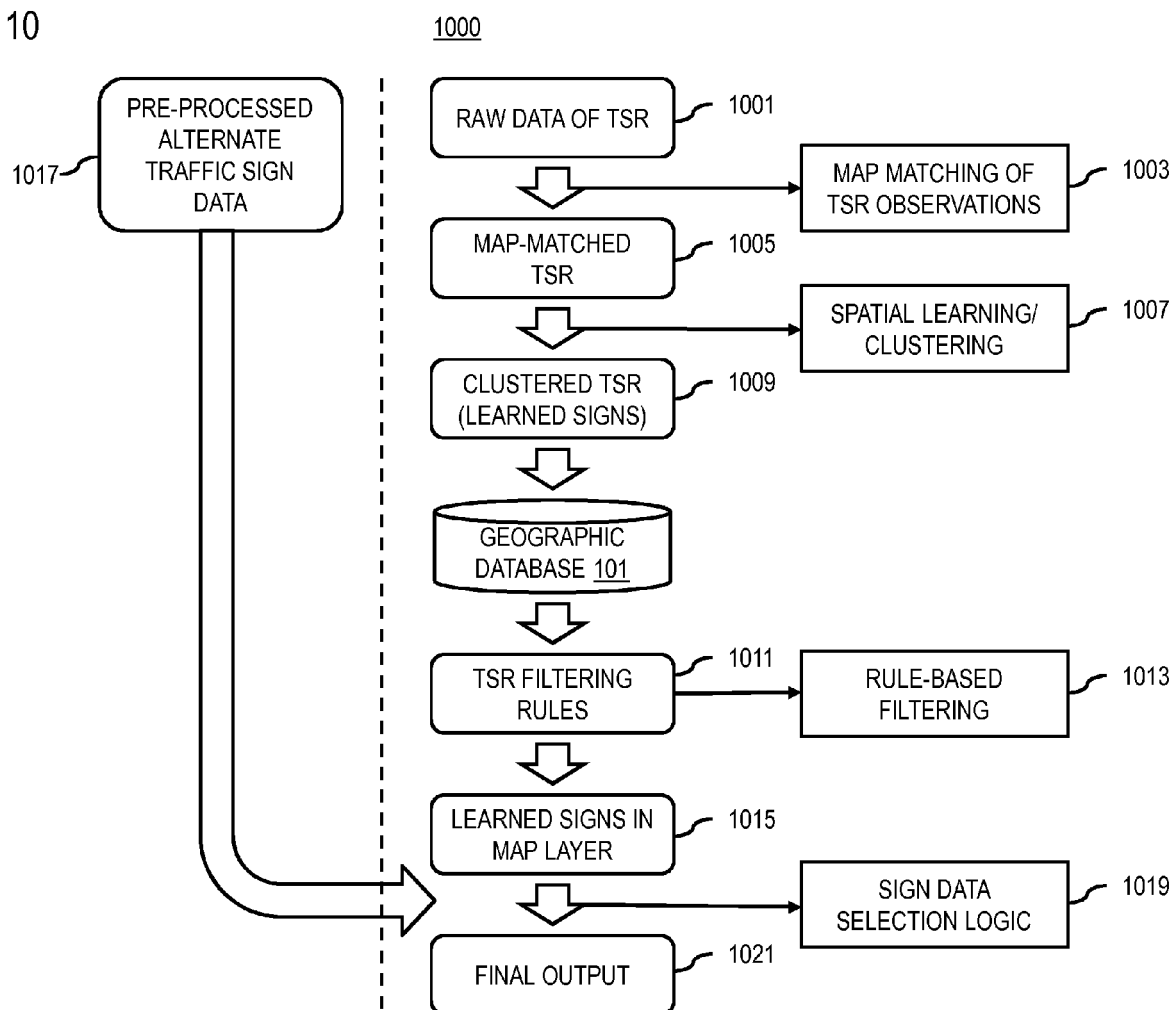 10
1000
PRE-PROCESSED
ALTERNATE
TRAFFIC SIGN
DATA
1017
RAW DATA OF TSR
1001
MAP MATCHING OF
TSR OBSERVATIONS
1003
MAP-MATCHED
TSR
1005
SPATIAL LEARNING/
CLUSTERING
1007
CLUSTERED TSR
(LEARNED SIGNS)
1009
GEOGRAPHIC
DATABASE 101
TSR FILTERING
RULES
1011
RULE-BASED
FILTERING
1013
LEARNED SIGNS IN
MAP LAYER
1015
SIGN DATA
SELECTION LOGIC
1019
FINAL OUTPUT
1021